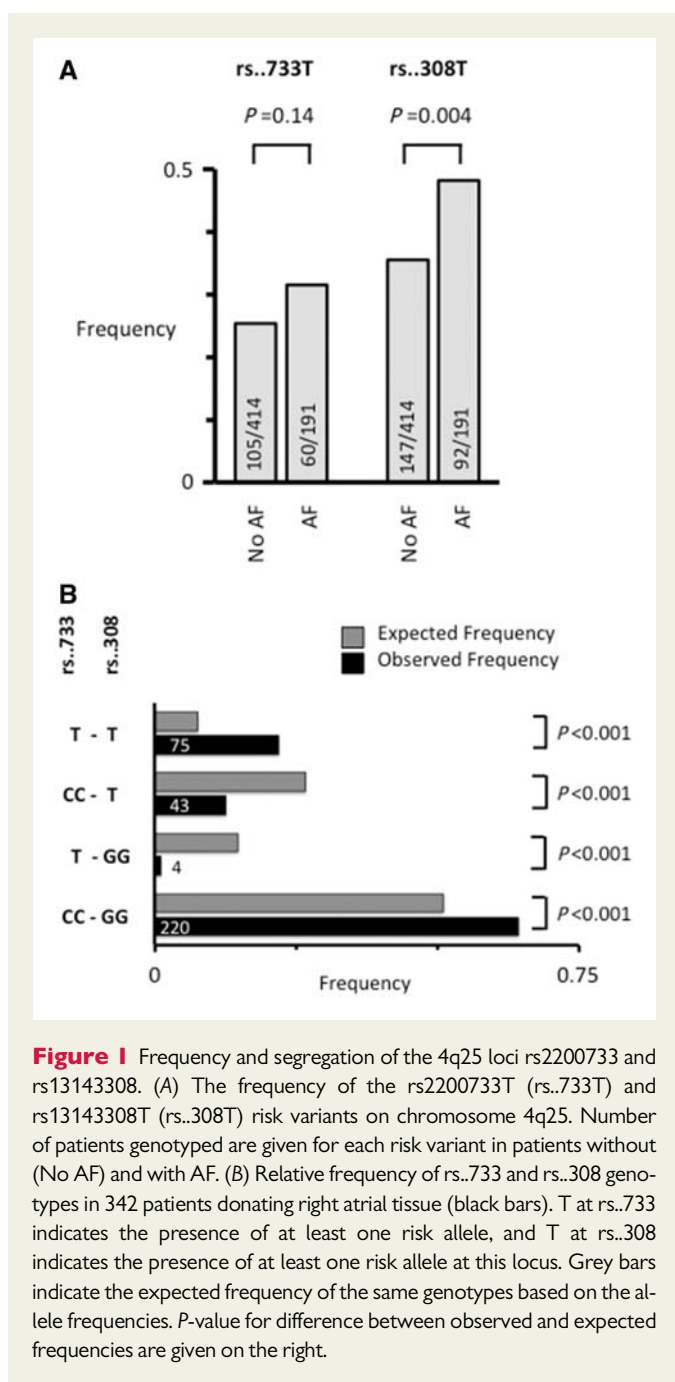 A
rs..733T rs..308T
P =0.14 P =0.004
0.5
Frequency
105/414 60/191 147/414 92/191
0
No AF AF No AF AF
B
rs..733 rs..308
Expected Frequency
Observed Frequency
T - T 75 P<0.001
CC - T 43 P<0.001
T - GG 4 P<0.001
CC - GG 220 P<0.001
0 Frequency 0.75
Figure 1 Frequency and segregation of the 4q25 loci rs2200733 and
rs13143308. (A) The frequency of the rs2200733T (rs..733T) and
rs13143308T (rs..308T) risk variants on chromosome 4q25. Number
of patients genotyped are given for each risk variant in patients without
(No AF) and with AF. (B) Relative frequency of rs..733 and rs..308 geno-
types in 342 patients donating right atrial tissue (black bars). T at rs..733
indicates the presence of at least one risk allele, and T at rs..308
indicates the presence of at least one risk allele at this locus. Grey bars
indicate the expected frequency of the same genotypes based on the al-
lele frequencies. P-value for difference between observed and expected
frequencies are given on the right.